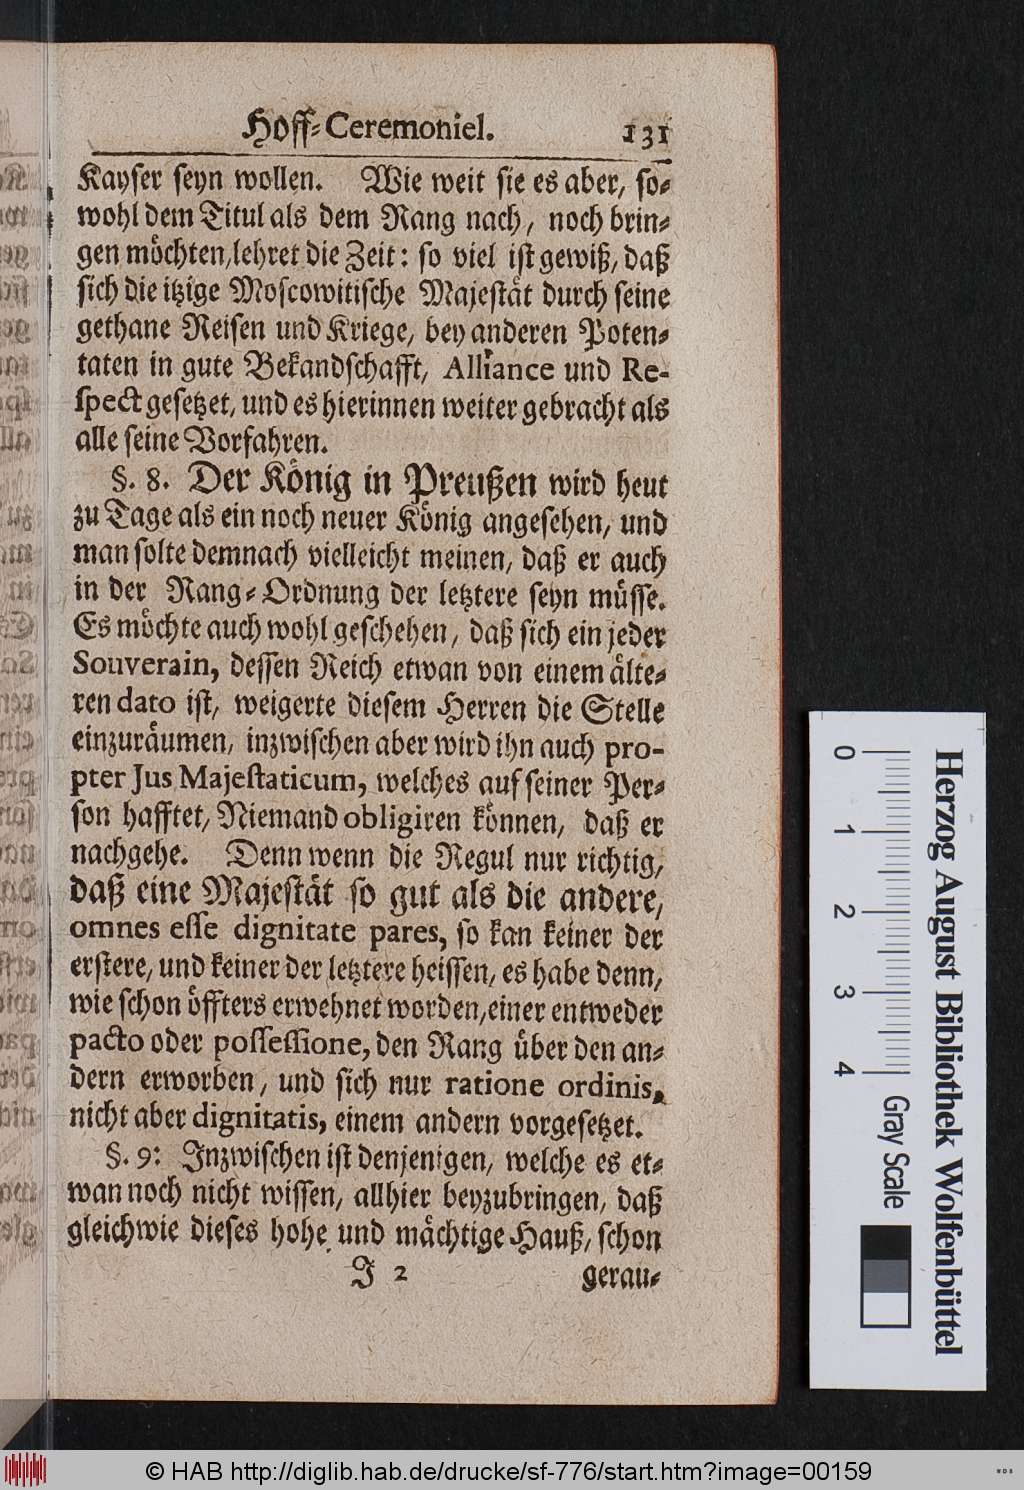 Hoff-Ceremoniel. 131
Kayser seyn wollen. Wie weit sie es aber, so-
wohl dem Titul als dem Rang nach, noch brin-
gen möchten, lehret die Zeit: so viel ist gewiß, daß
sich die itzige Moscowitische Majestät durch seine
gethane Reisen und Kriege, bey anderen Poten-
taten in gute Bekandschafft, Alliance und Re-
spect gesetzet, und es hierinnen weiter gebracht als
alle seine Vorfahren.
§. 8. Der König in Preußen wird heut
zu Tage als ein noch neuer König angesehen, und
man solte demnach vielleicht meinen, daß er auch
in der Rang-Ordnung der letztere seyn müsse.
Es möchte auch wohl geschehen, daß sich ein jeder
Souverain, dessen Reich etwan von einem älte-
ren dato ist, weigerte diesem Herren die Stelle
einzuräumen, inzwischen aber wird ihn auch pro-
pter Jus Majestaticum, welches auf seiner Per-
son hafftet, Niemand obligiren können, daß er
nachgehe. Denn wenn die Regul nur richtig,
daß eine Majestät so gut als die andere,
omnes esse dignitate pares, so kan keiner der
erstere, und keiner der letztere heissen, es habe denn,
wie schon öffters erwehnet worden, einer entweder
pacto oder possessione, den Rang über den an-
dern erworben, und sich nur ratione ordinis,
nicht aber dignitatis, einem andern vorgesetzet.
§. 9: Inzwischen ist denjenigen, welche es et-
wan noch nicht wissen, allhier beyzubringen, daß
gleichwie dieses hohe und mächtige Hauß, schon
J 2 gerau-
Herzog August Bibliothek Wolfenbüttel
0 1 2 3 4 Gray Scale
© HAB http://diglib.hab.de/drucke/sf-776/start.htm?image=00159